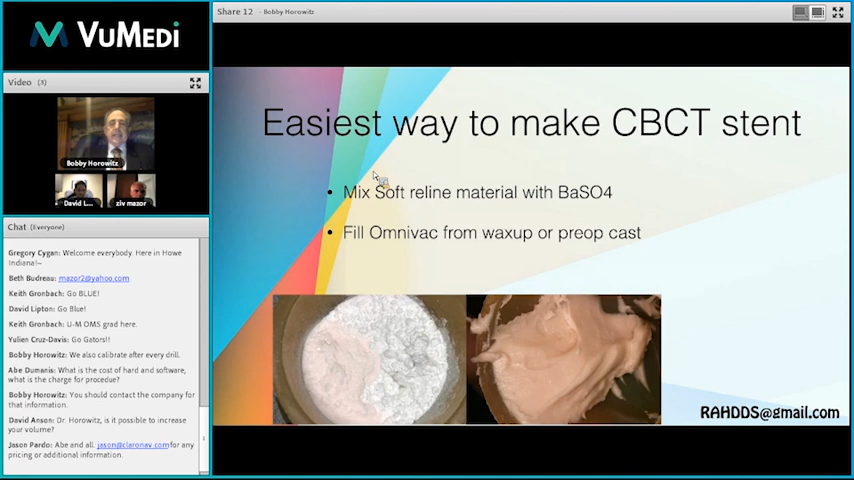 VuMedi
Share 12 - Bobby Horowitz
Video (3)
Bobby Horowitz
David L...
ziv mazor
Chat (Everyone)
Gregory Cygan: Welcome everybody. Here in Howe
Indiana!~
Beth Budreau: mazor2@yahoo.com
Keith Gronbach: Go BLUE!
David Lipton: Go Blue!
Keith Gronbach: U-M OMS grad here.
Yulien Cruz-Davis: Go Gators!!
Bobby Horowitz: We also calibrate after every drill.
Abe Dumanis: What is the cost of hard and software,
what is the charge for procedue?
Bobby Horowitz: You should contact the company for
that information.
David Anson: Dr. Horowitz, is it possible to increase
your volume?
Jason Pardo: Abe and all. jason@claronav.com for any
pricing or additional information.
Easiest way to make CBCT stent
• Mix Soft reline material with BaSO4
• Fill Omnivac from waxup or preop cast
RAHDDS@gmail.com